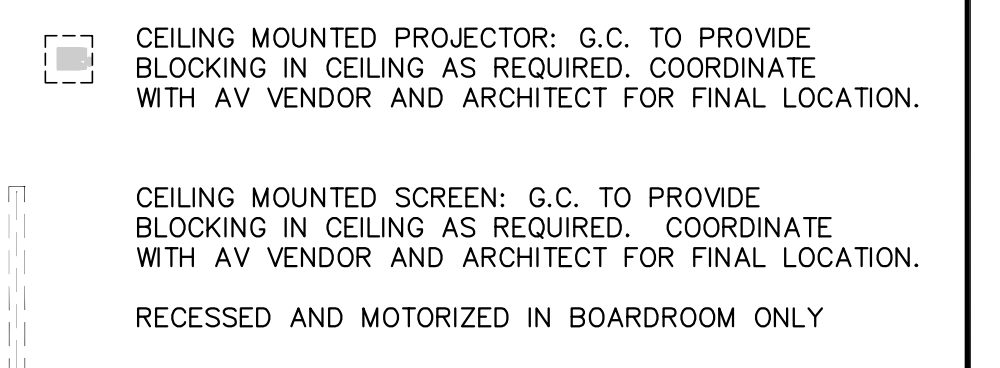 CEILING MOUNTED PROJECTOR: G.C. TO PROVIDE
BLOCKING IN CEILING AS REQUIRED. COORDINATE
WITH AV VENDOR AND ARCHITECT FOR FINAL LOCATION.
CEILING MOUNTED SCREEN: G.C. TO PROVIDE
BLOCKING IN CEILING AS REQUIRED. COORDINATE
WITH AV VENDOR AND ARCHITECT FOR FINAL LOCATION.
RECESSED AND MOTORIZED IN BOARDROOM ONLY